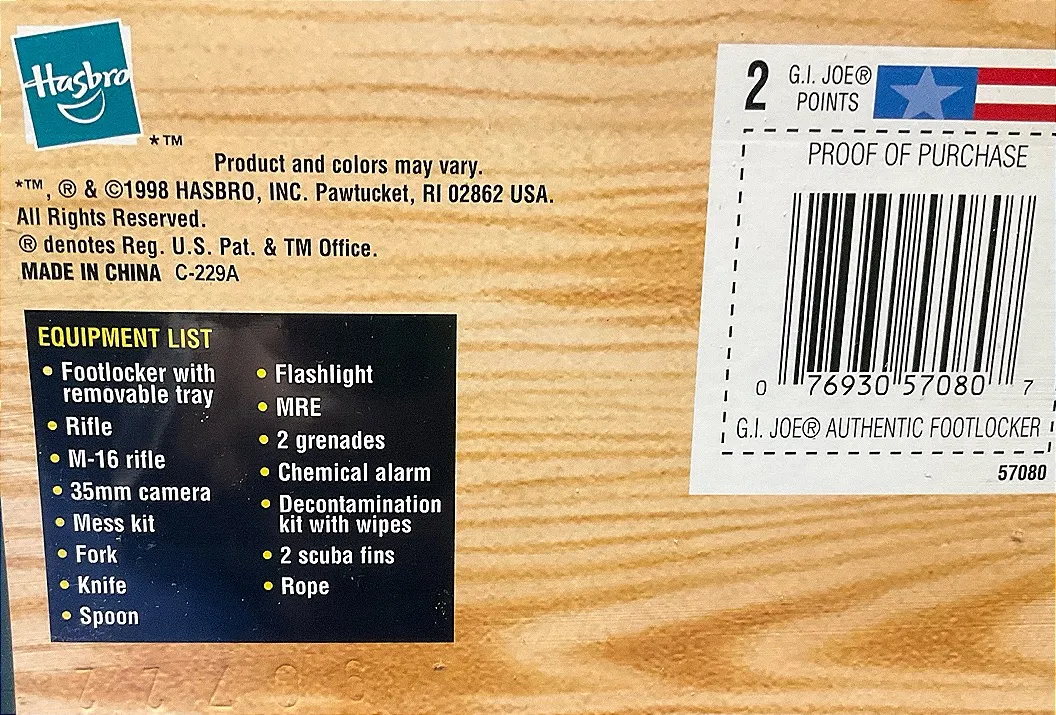 Hasbro
*™
Product and colors may vary.
*™, ® & ©1998 HASBRO, INC. Pawtucket, RI 02862 USA.
All Rights Reserved.
® denotes Reg. U.S. Pat. & TM Office.
MADE IN CHINA C-229A
EQUIPMENT LIST
• Footlocker with
removable tray
• Rifle
• M-16 rifle
• 35mm camera
• Mess kit
• Fork
• Knife
• Spoon
• Flashlight
• MRE
• 2 grenades
• Chemical alarm
• Decontamination
kit with wipes
• 2 scuba fins
• Rope
2 G.I. JOE®
POINTS
PROOF OF PURCHASE
0 76930 57080 7
G.I. JOE® AUTHENTIC FOOTLOCKER
57080